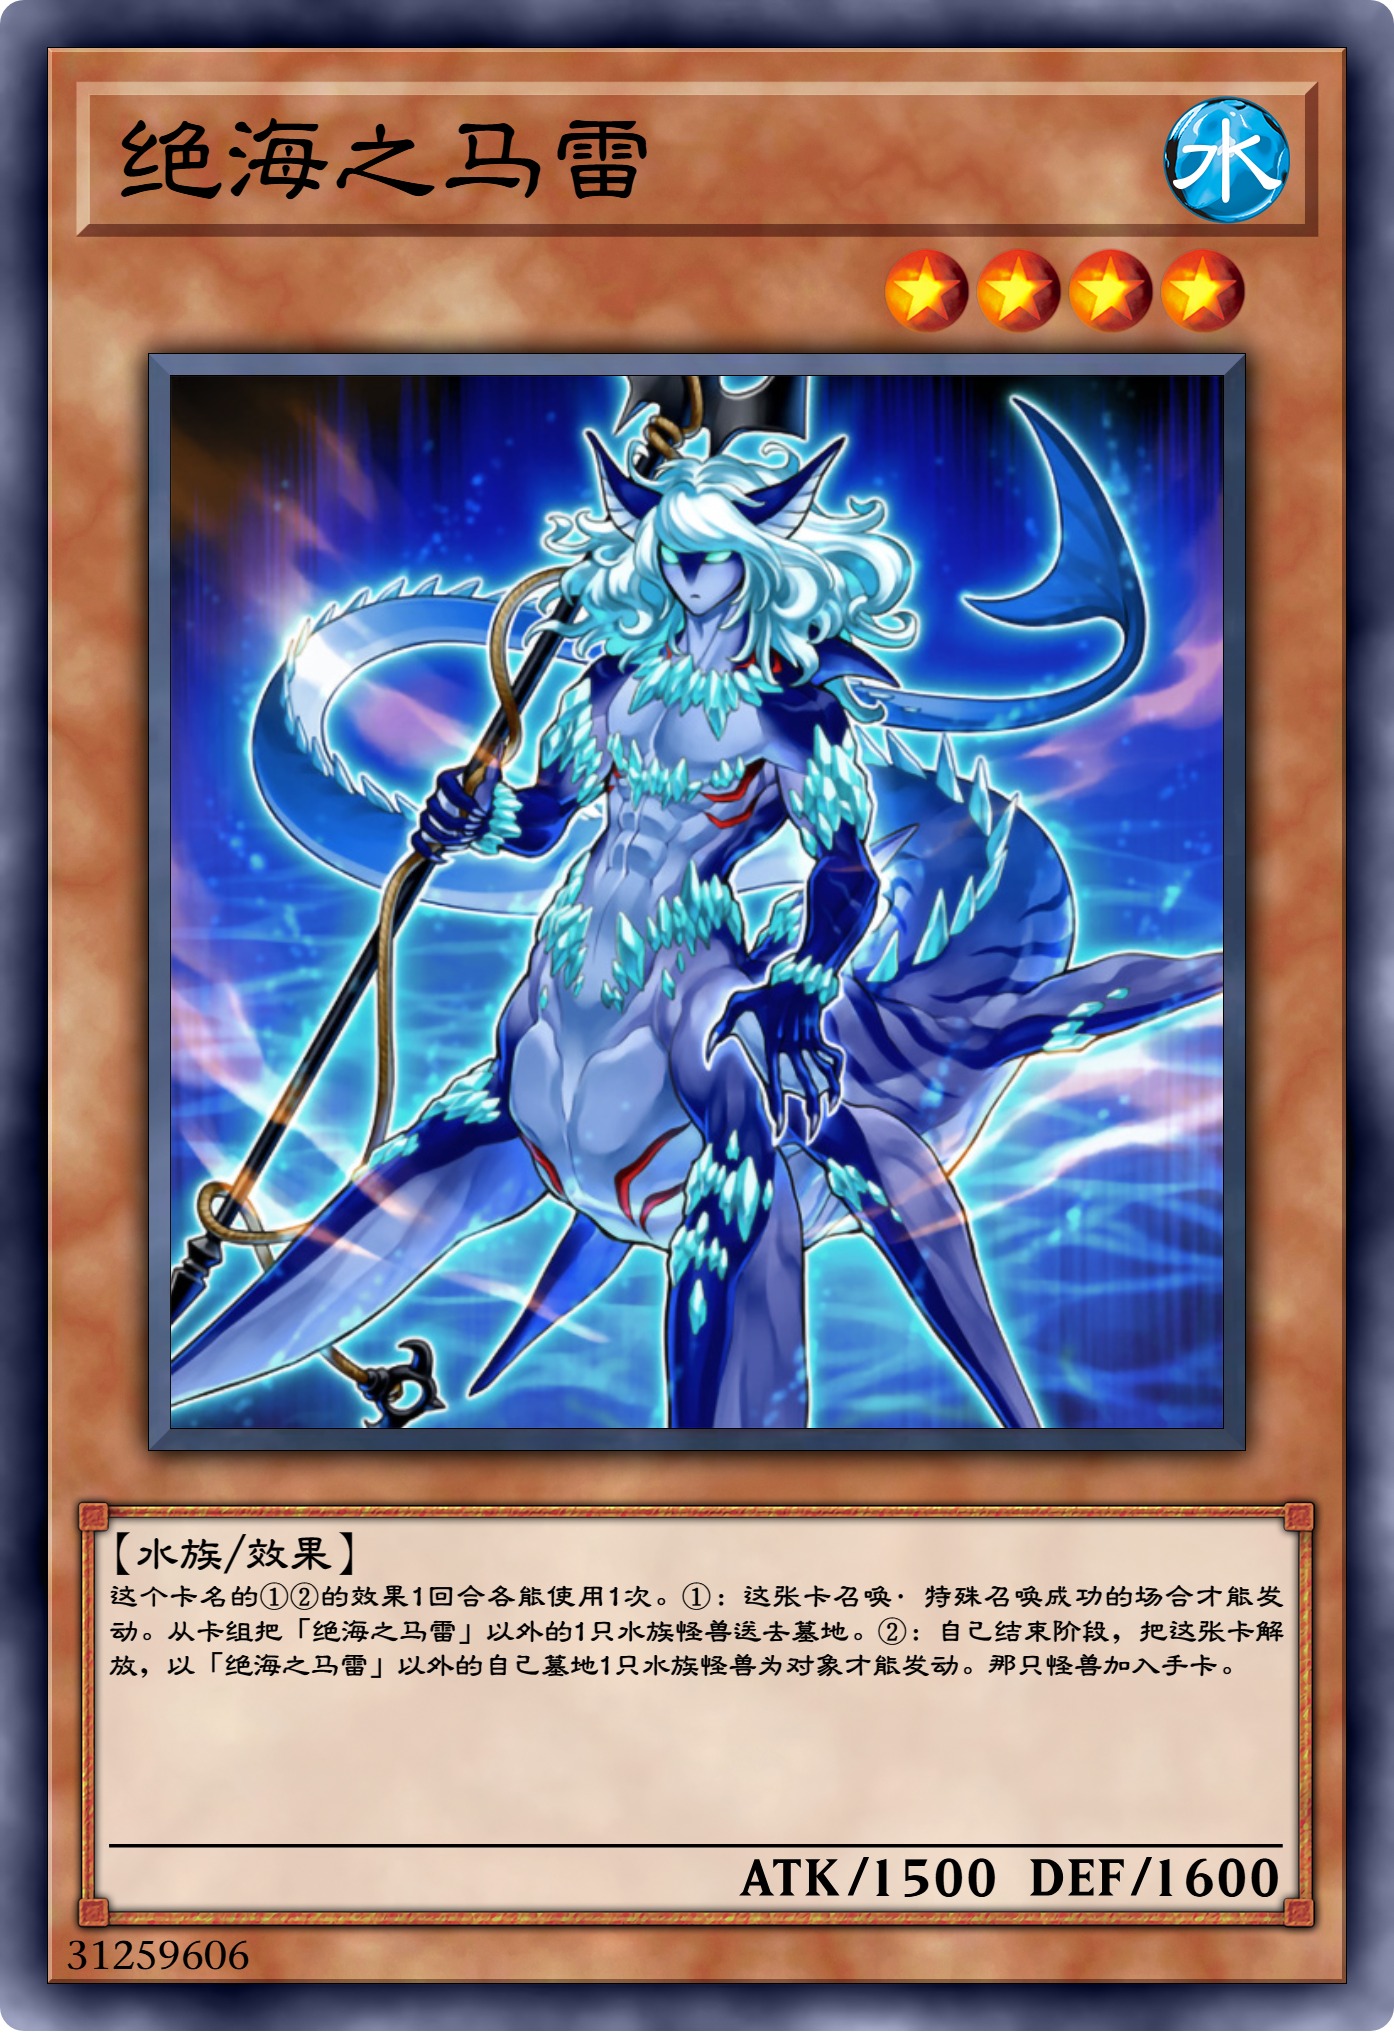 绝海之马雷
水
【水族/效果】
这个卡名的①②的效果1回合各能使用1次。①：这张卡召唤·特殊召唤成功的场合才能发
动。从卡组把「绝海之马雷」以外的1只水族怪兽送去墓地。②：自己结束阶段，把这张卡解
放，以「绝海之马雷」以外的自己墓地1只水族怪兽为对象才能发动。那只怪兽加入手卡。
ATK/1500 DEF/1600
31259606